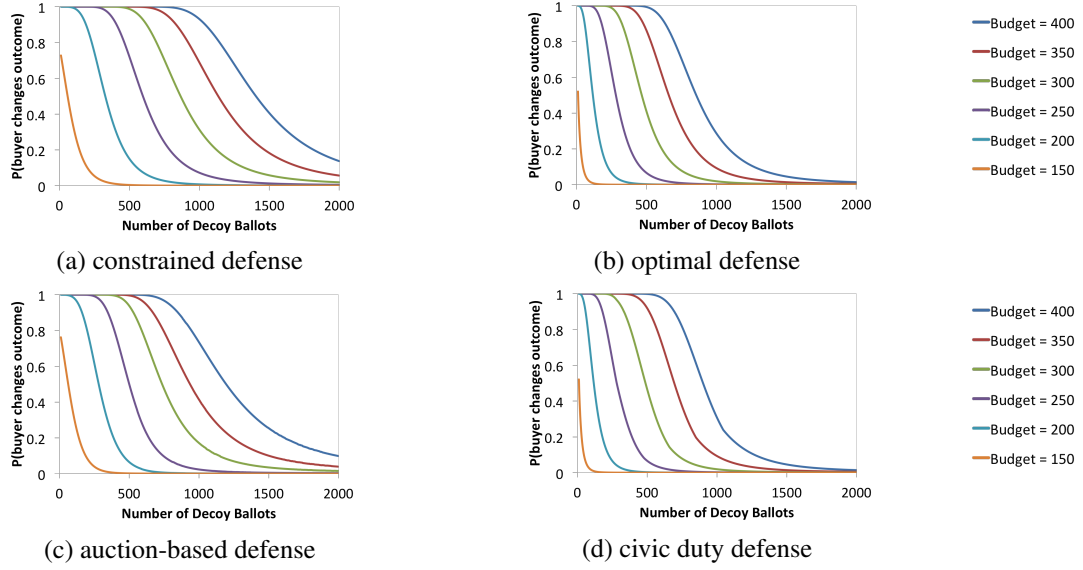 P(buyer changes outcome)
1
0.8
0.6
0.4
0.2
0
0 500 1000 1500 2000
Number of Decoy Ballots
(a) constrained defense
P(buyer changes outcome)
1
0.8
0.6
0.4
0.2
0
0 500 1000 1500 2000
Number of Decoy Ballots
(b) optimal defense
Budget = 400
Budget = 350
Budget = 300
Budget = 250
Budget = 200
Budget = 150
P(buyer changes outcome)
1
0.8
0.6
0.4
0.2
0
0 500 1000 1500 2000
Number of Decoy Ballots
(c) auction-based defense
P(buyer changes outcome)
1
0.8
0.6
0.4
0.2
0
0 500 1000 1500 2000
Number of Decoy Ballots
(d) civic duty defense
Budget = 400
Budget = 350
Budget = 300
Budget = 250
Budget = 200
Budget = 150